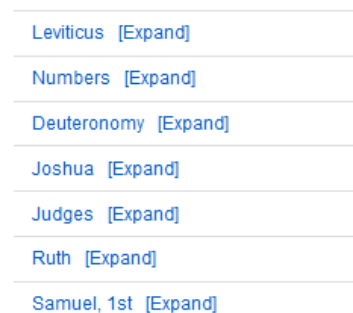 Leviticus [Expand]
Numbers [Expand]
Deuteronomy [Expand]
Joshua [Expand]
Judges [Expand]
Ruth [Expand]
Samuel, 1st [Expand]